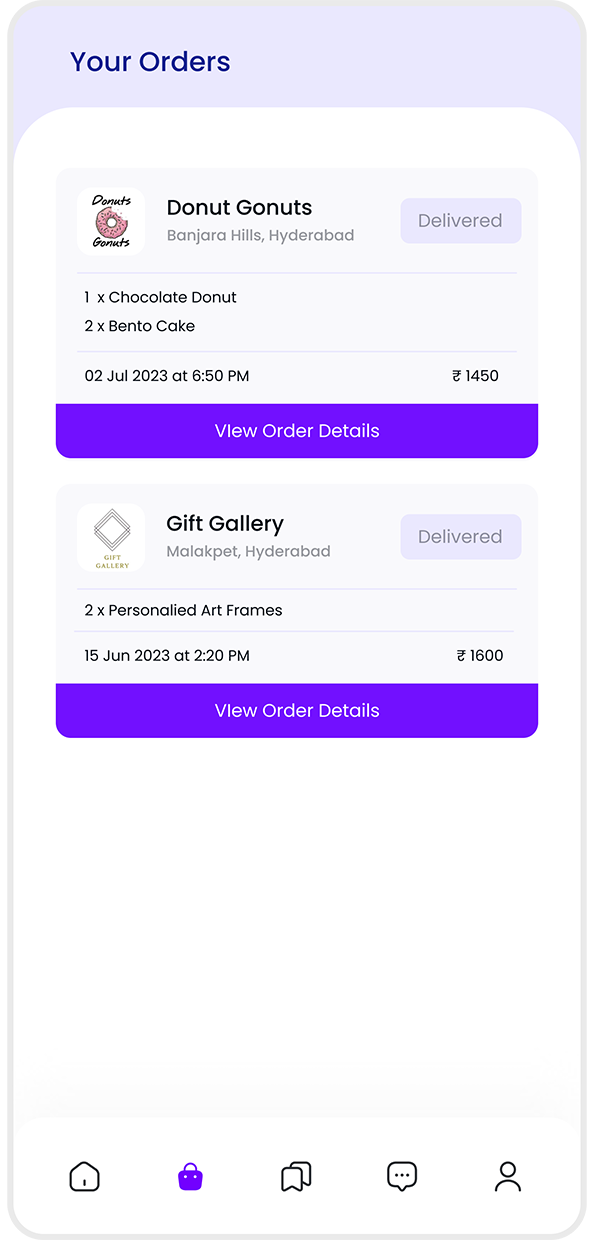 Your Orders
Donuts
Gonuts
Donut Gonuts
Banjara Hills, Hyderabad
Delivered
1 x Chocolate Donut
2 x Bento Cake
02 Jul 2023 at 6:50 PM
₹ 1450
VIew Order Details
GIFT
GALLERY
Gift Gallery
Malakpet, Hyderabad
Delivered
2 x Personalied Art Frames
15 Jun 2023 at 2:20 PM
₹ 1600
VIew Order Details